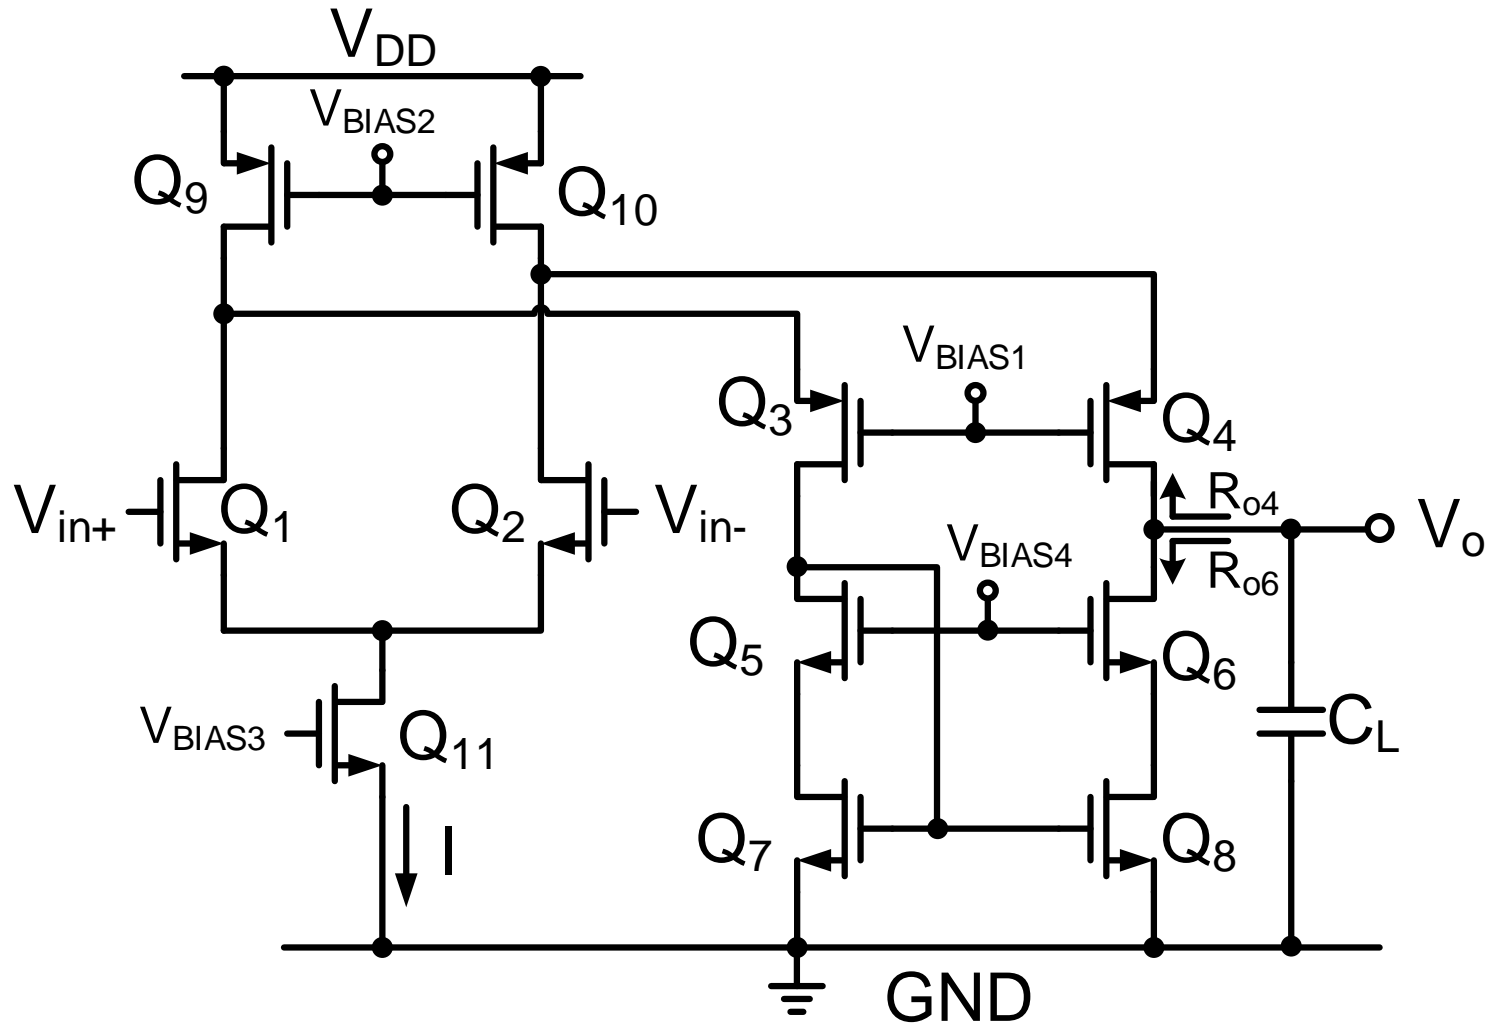 VDD
VBIAS2
Q9
Q10
VBIAS1
Q3
Q4
Vin+
Q1
Q2
Vin-
Ro4
Vo
VBIAS4
Ro6
Q5
Q6
VBIAS3
Q11
CL
I
Q7
Q8
GND